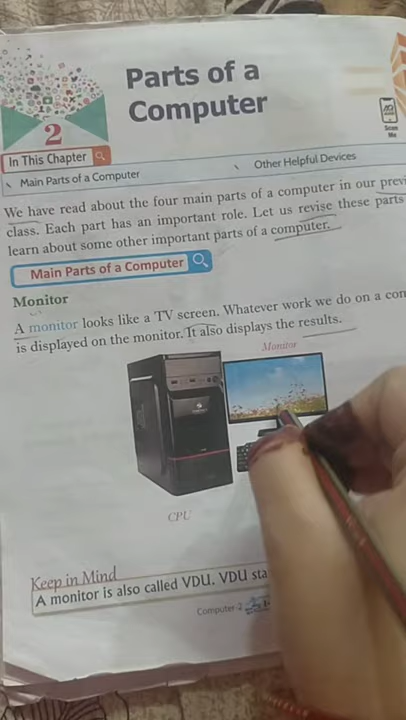 Parts of a
Computer
2
Scan
Me
In This Chapter
Main Parts of a Computer
Other Helpful Devices
We have read about the four main parts of a computer in our previ
class. Each part has an important role. Let us revise these parts
learn about some other important parts of a computer.
Main Parts of a Computer
Monitor
A monitor looks like a TV screen. Whatever work we do on a con
is displayed on the monitor. It also displays the results.
Monitor
CPU
Keep in Mind
A monitor is also called VDU. VDU sta
Computer-2